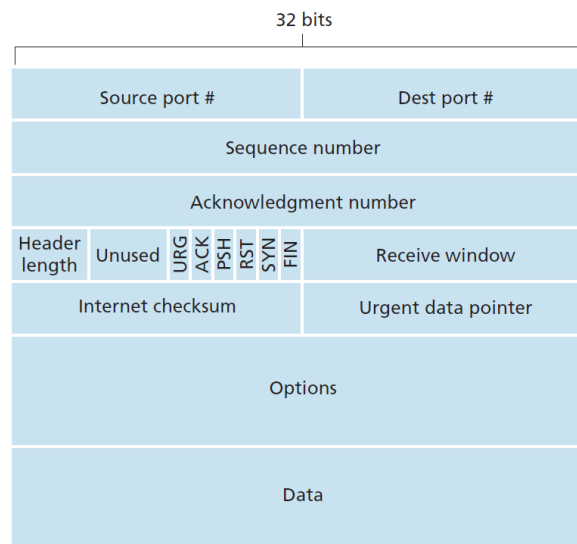 32 bits
Source port #
Dest port #
Sequence number
Acknowledgment number
Header
length
Unused
URG
ACK
PSH
RST
SYN
FIN
Receive window
Internet checksum
Urgent data pointer
Options
Data